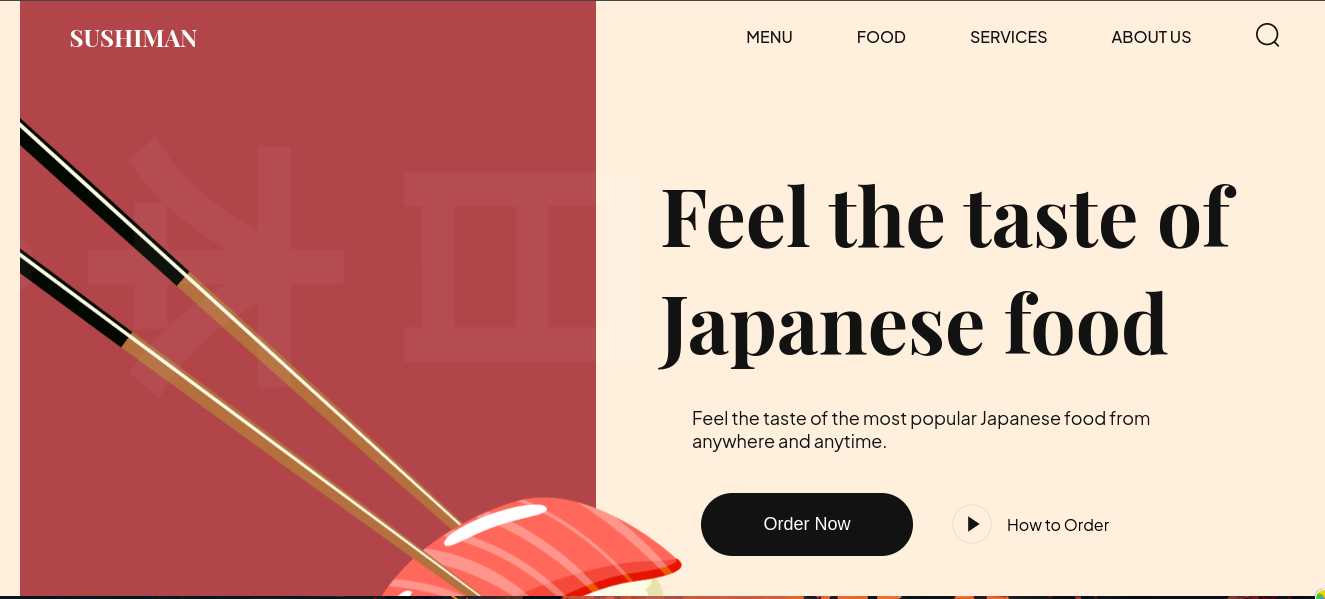 SUSHIMAN
MENU FOOD SERVICES ABOUT US
Feel the taste of
Japanese food
Feel the taste of the most popular Japanese food from
anywhere and anytime.
Order Now
How to Order